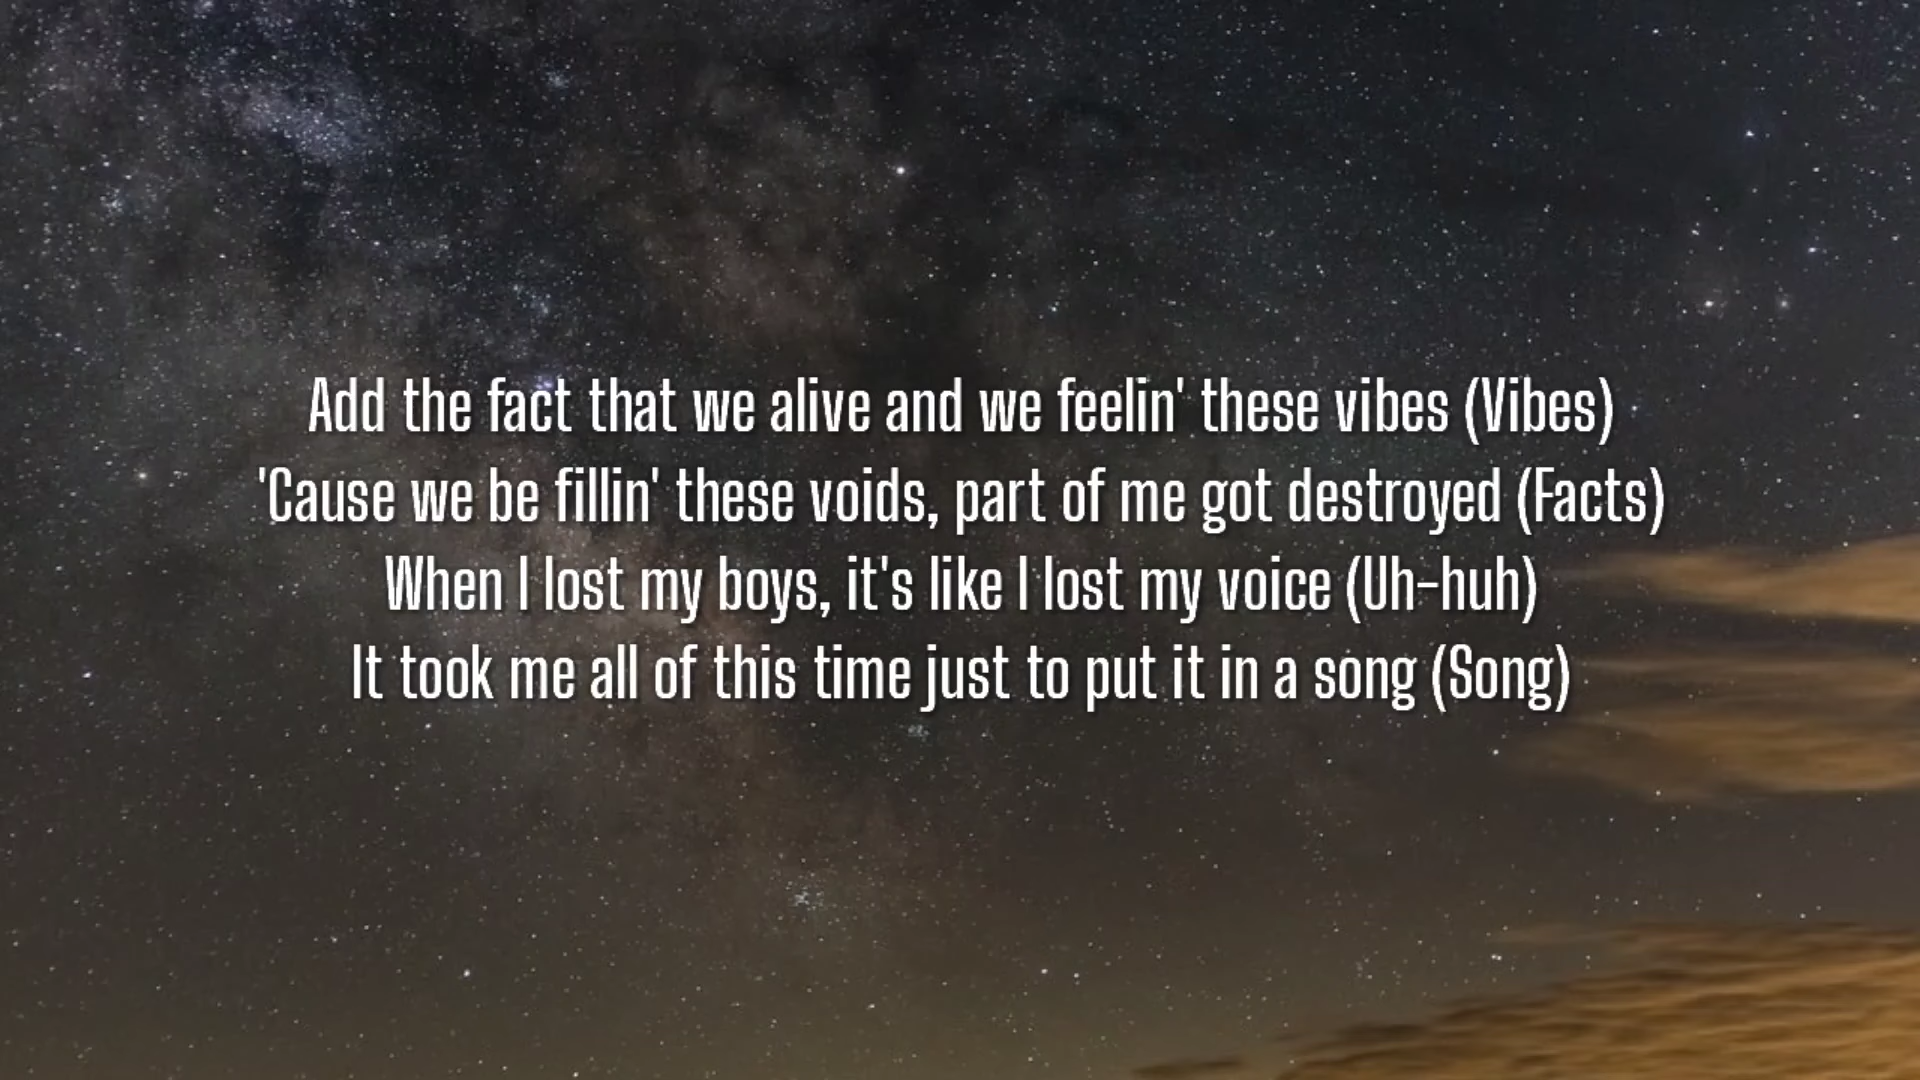 Add the fact that we alive and we feelin' these vibes (Vibes)
'Cause we be fillin' these voids, part of me got destroyed (Facts)
When I lost my boys, it's like I lost my voice (Uh-huh)
It took me all of this time just to put it in a song (Song)